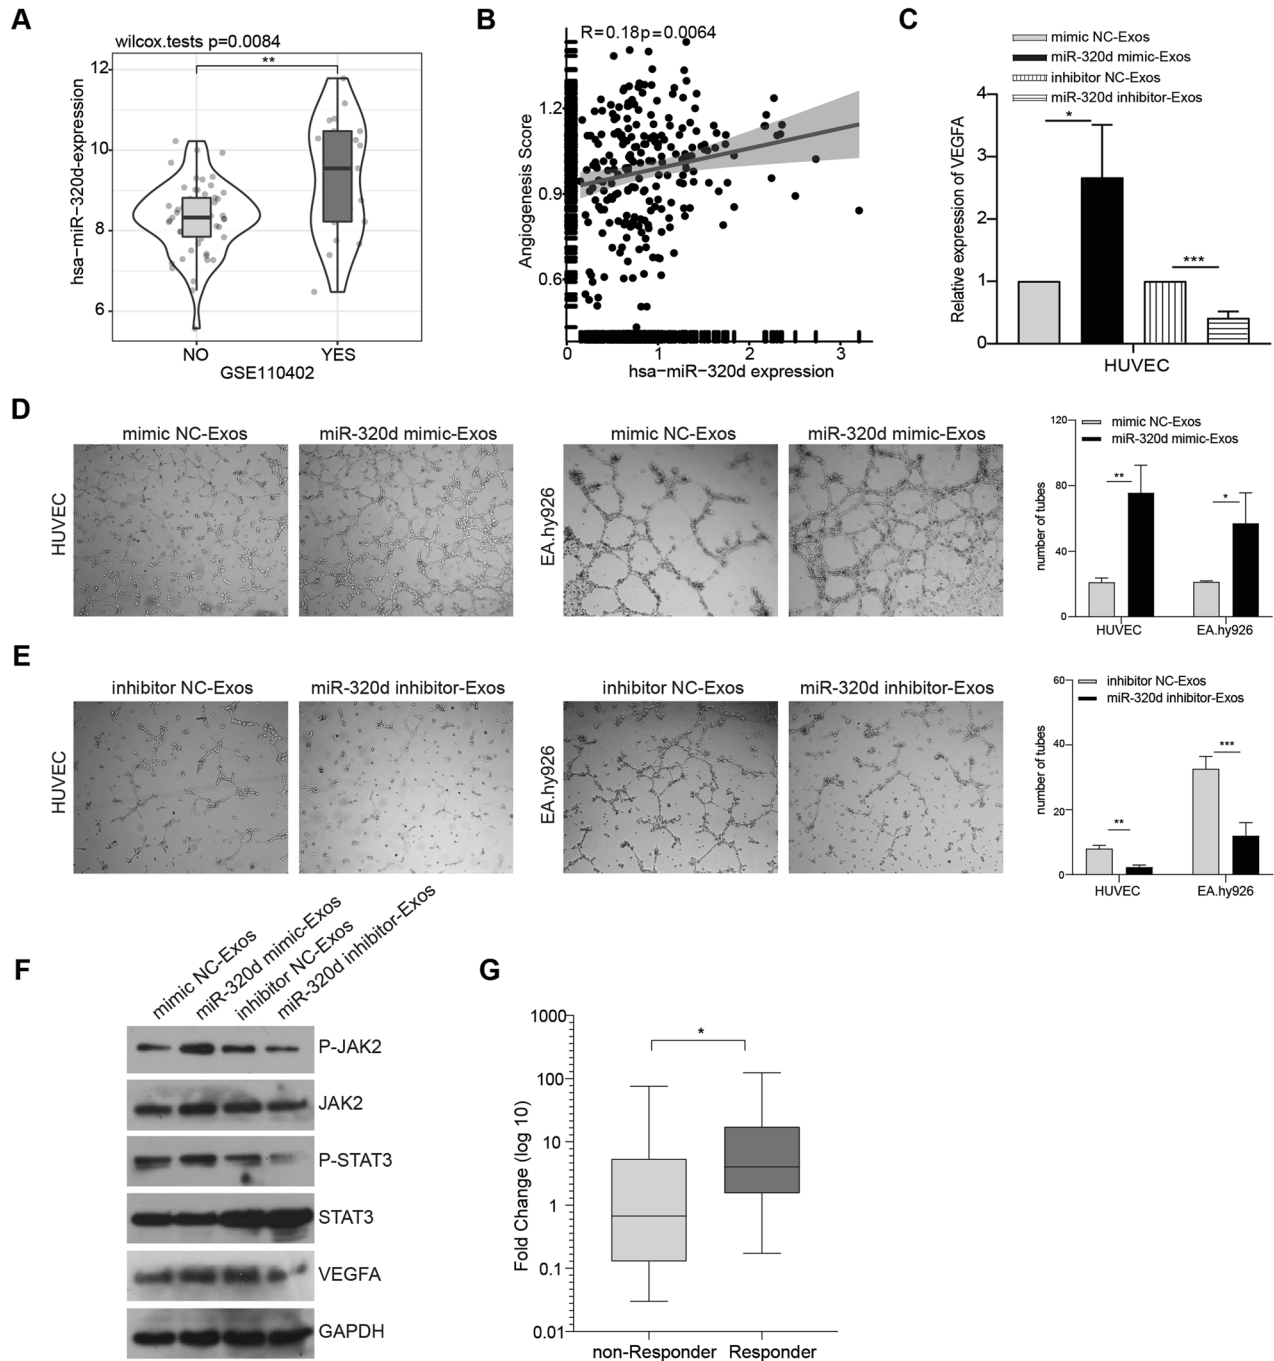 A
wilcox.tests p=0.0084
**
hsa−miR−320d-expression
12
10
8
6
NO
YES
GSE110402
B
R=0.18p=0.0064
Angiogenesis Score
1.2
0.9
0.6
0
1
2
3
hsa−miR−320d expression
C
mimic NC-Exos
miR-320d mimic-Exos
inhibitor NC-Exos
miR-320d inhibitor-Exos
Relative expression of VEGFA
4
3
2
1
0
*
***
HUVEC
D
mimic NC-Exos
miR-320d mimic-Exos
mimic NC-Exos
miR-320d mimic-Exos
HUVEC
EA.hy926
mimic NC-Exos
miR-320d mimic-Exos
number of tubes
120
80
40
0
**
*
HUVEC
EA.hy926
E
inhibitor NC-Exos
miR-320d inhibitor-Exos
inhibitor NC-Exos
miR-320d inhibitor-Exos
HUVEC
EA.hy926
inhibitor NC-Exos
miR-320d inhibitor-Exos
number of tubes
60
40
20
0
**
***
HUVEC
EA.hy926
F
mimic NC-Exos
miR-320d mimic-Exos
inhibitor NC-Exos
miR-320d inhibitor-Exos
P-JAK2
JAK2
P-STAT3
STAT3
VEGFA
GAPDH
G
Fold Change (log 10)
1000
100
10
1
0.1
0.01
*
non-Responder
Responder